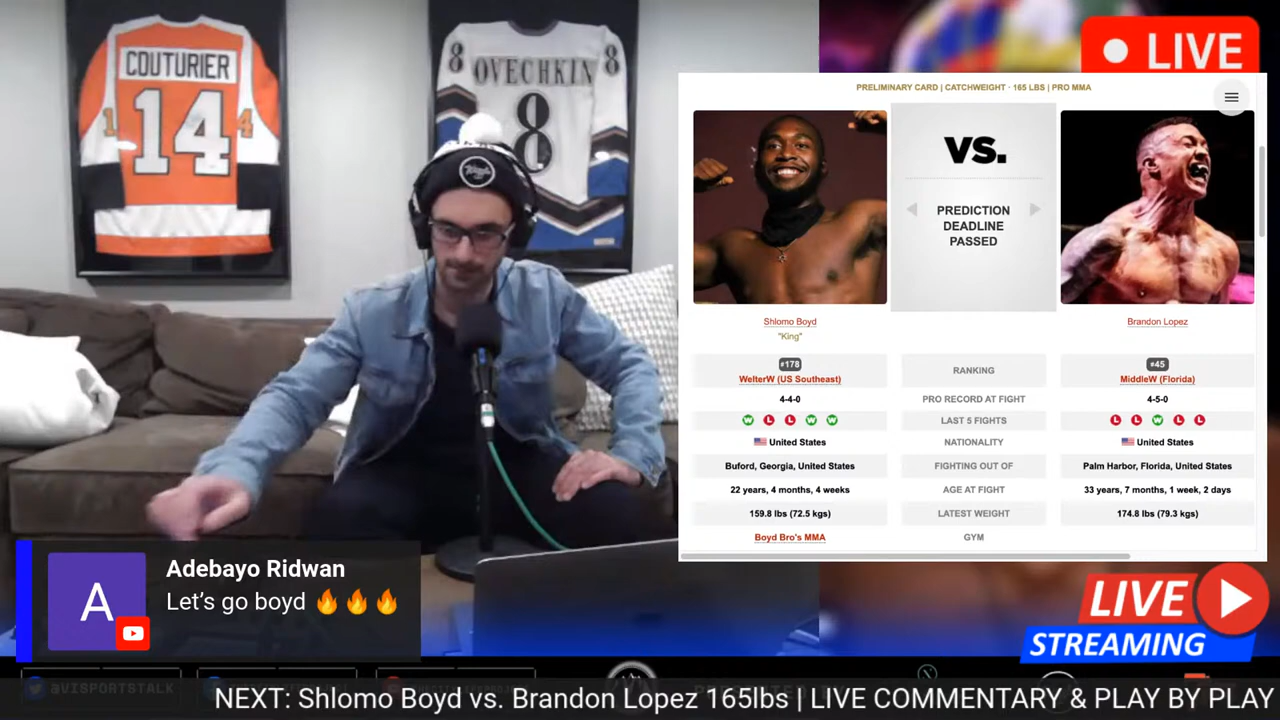 COUTURIER
14
14
8 OVECHKIN 8
8
LIVE
PRELIMINARY CARD | CATCHWEIGHT · 165 LBS | PRO MMA
VS.
PREDICTION
DEADLINE
PASSED
Shlomo Boyd
"King"
Brandon Lopez
#178
WelterW (US Southeast)
RANKING
#45
MiddleW (Florida)
4-4-0
PRO RECORD AT FIGHT
4-5-0
W L L W W
LAST 5 FIGHTS
L L W L L
United States
NATIONALITY
United States
Buford, Georgia, United States
FIGHTING OUT OF
Palm Harbor, Florida, United States
22 years, 4 months, 4 weeks
AGE AT FIGHT
33 years, 7 months, 1 week, 2 days
159.8 lbs (72.5 kgs)
LATEST WEIGHT
174.8 lbs (79.3 kgs)
Boyd Bro's MMA
GYM
A
Adebayo Ridwan
Let's go boyd 🔥🔥🔥
LIVE
STREAMING
@VISPORTSTALK
NEXT: Shlomo Boyd vs. Brandon Lopez 165lbs | LIVE COMMENTARY & PLAY BY PLAY